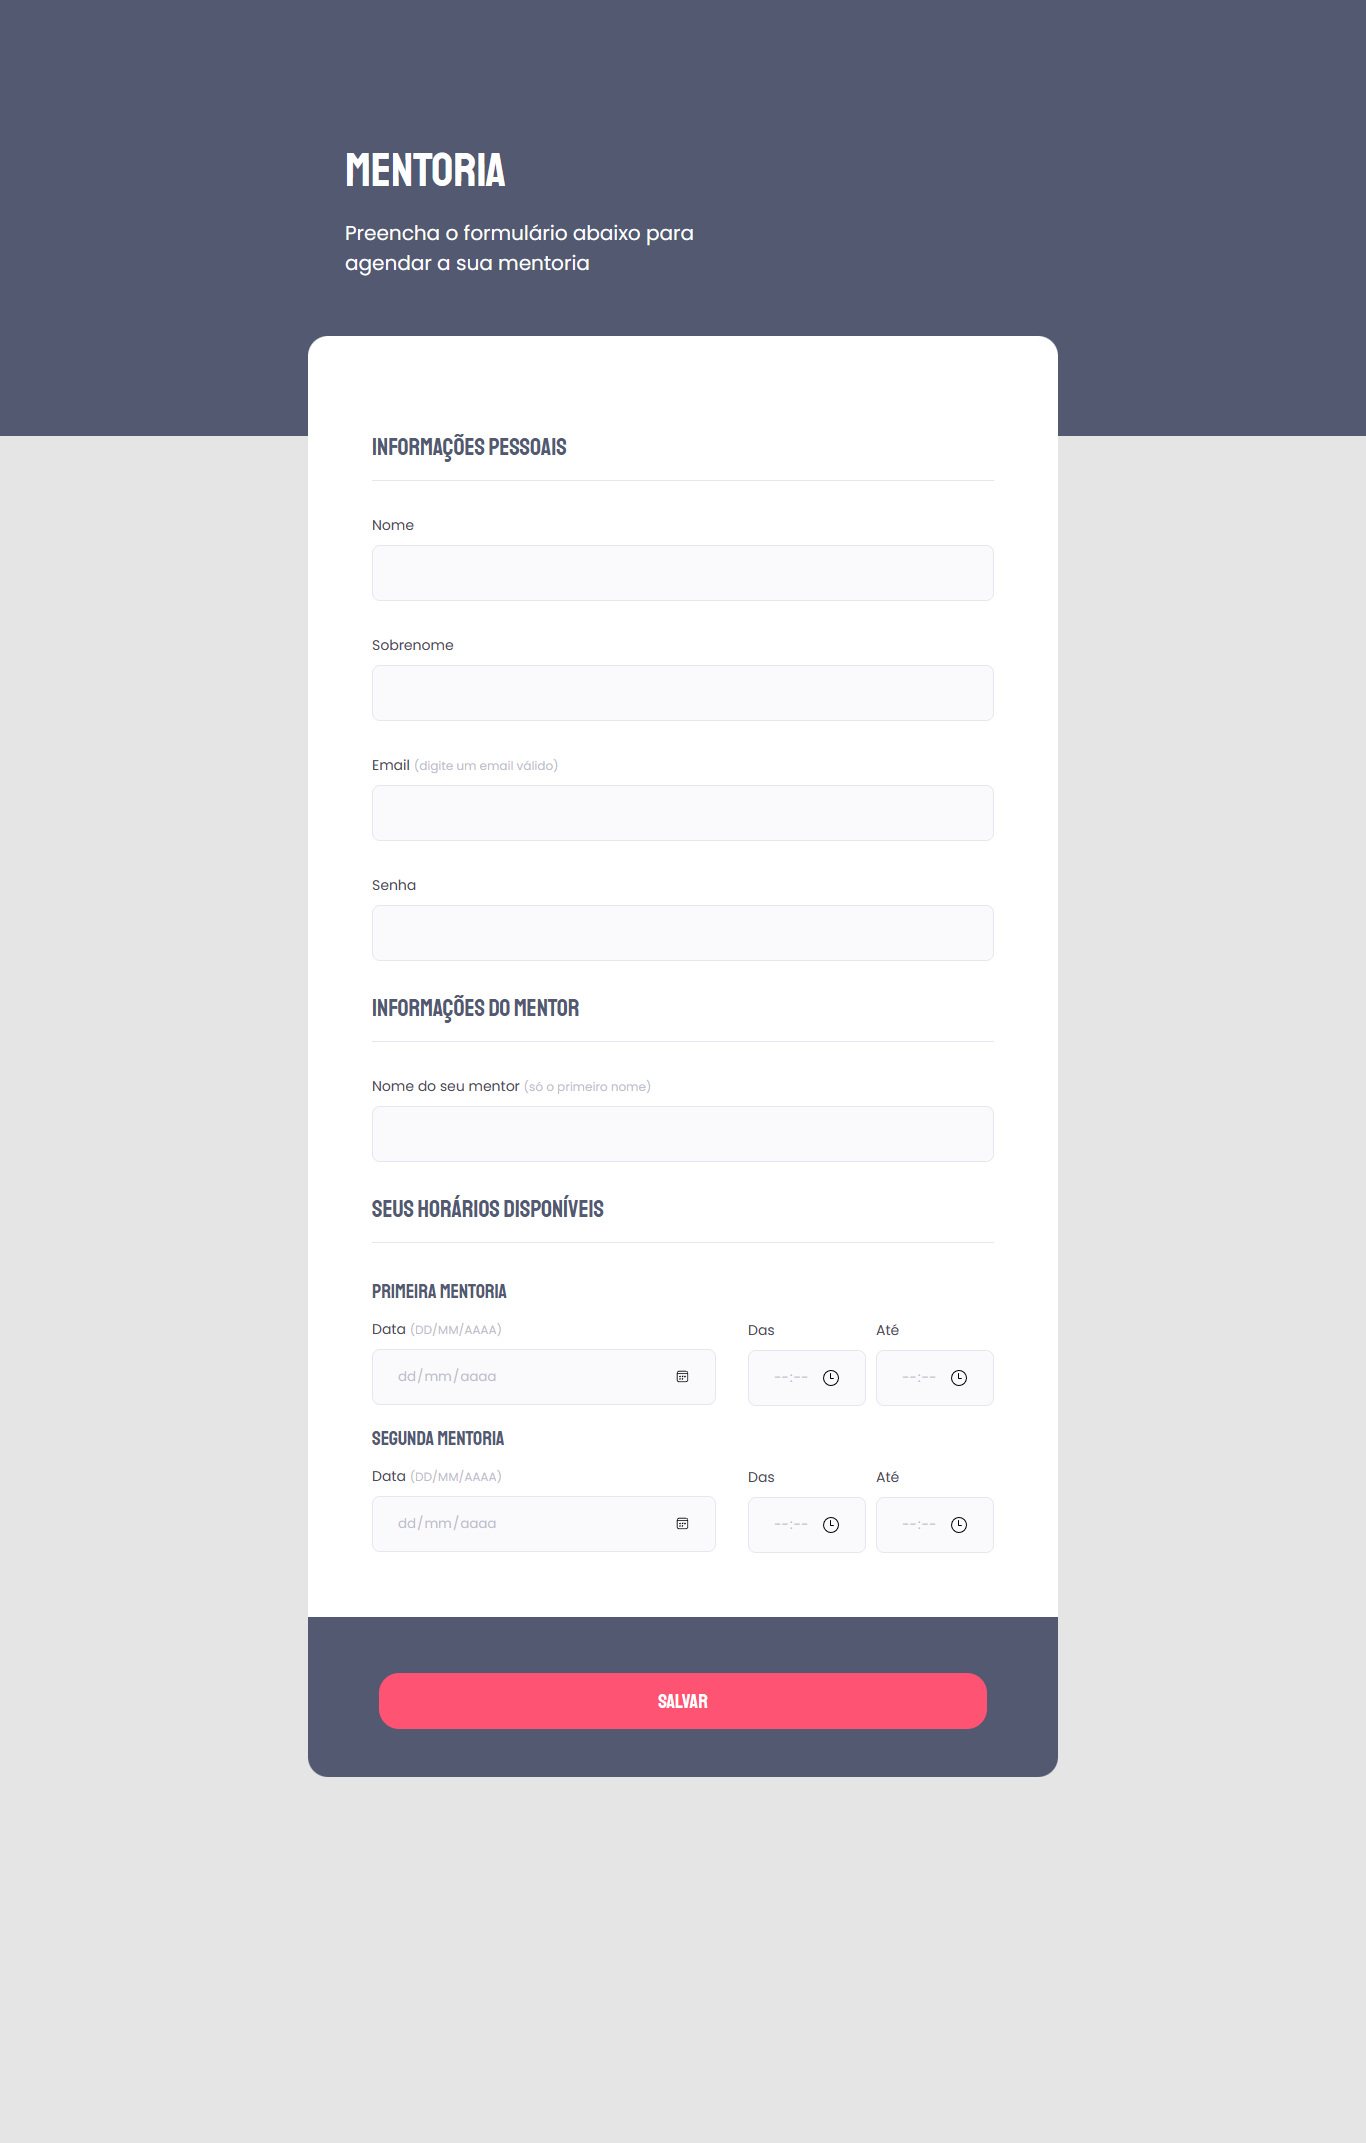 MENTORIA
Preencha o formulário abaixo para
agendar a sua mentoria
INFORMAÇÕES PESSOAIS
Nome
Sobrenome
Email (digite um email válido)
Senha
INFORMAÇÕES DO MENTOR
Nome do seu mentor (só o primeiro nome)
SEUS HORÁRIOS DISPONÍVEIS
PRIMEIRA MENTORIA
Data (DD/MM/AAAA) Das Até
dd/mm/aaaa --:-- --:--
SEGUNDA MENTORIA
Data (DD/MM/AAAA) Das Até
dd/mm/aaaa --:-- --:--
SALVAR